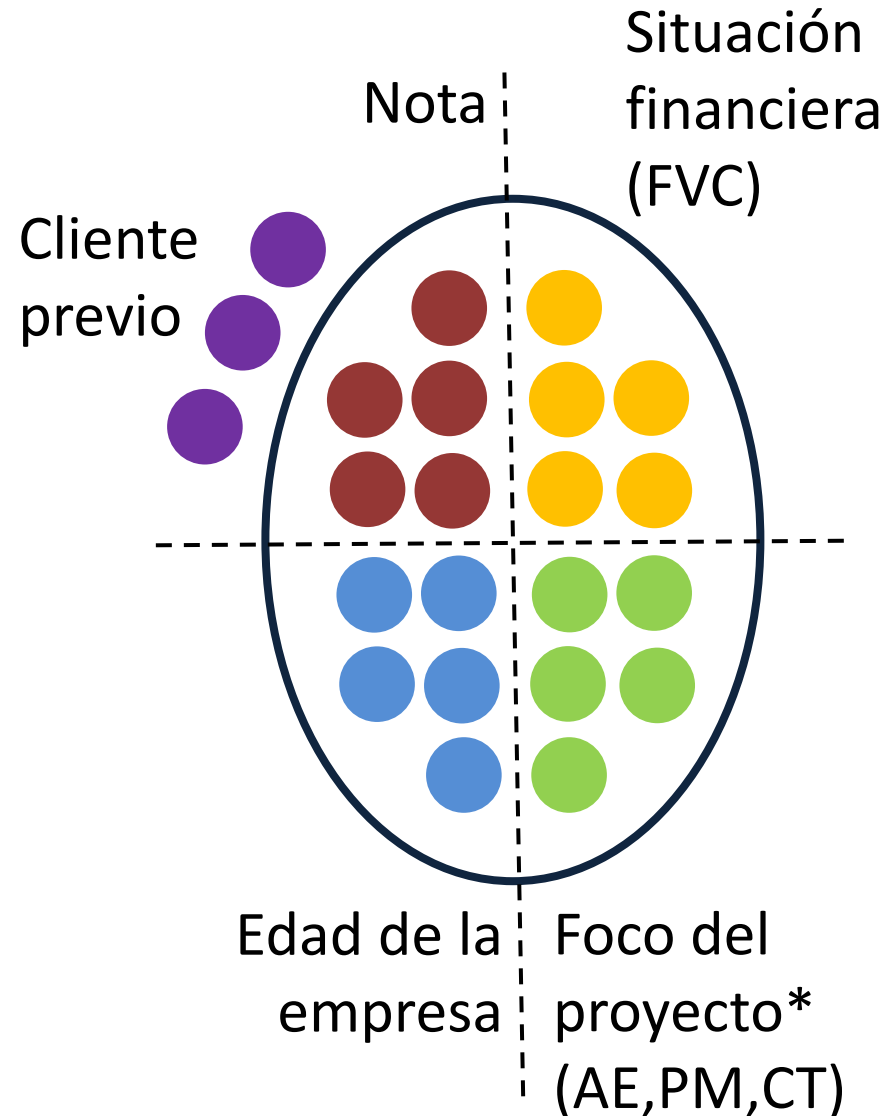 Nota
Situación
financiera
(FVC)
Cliente
previo
Edad de la
empresa
Foco del
proyecto*
(AE,PM,CT)